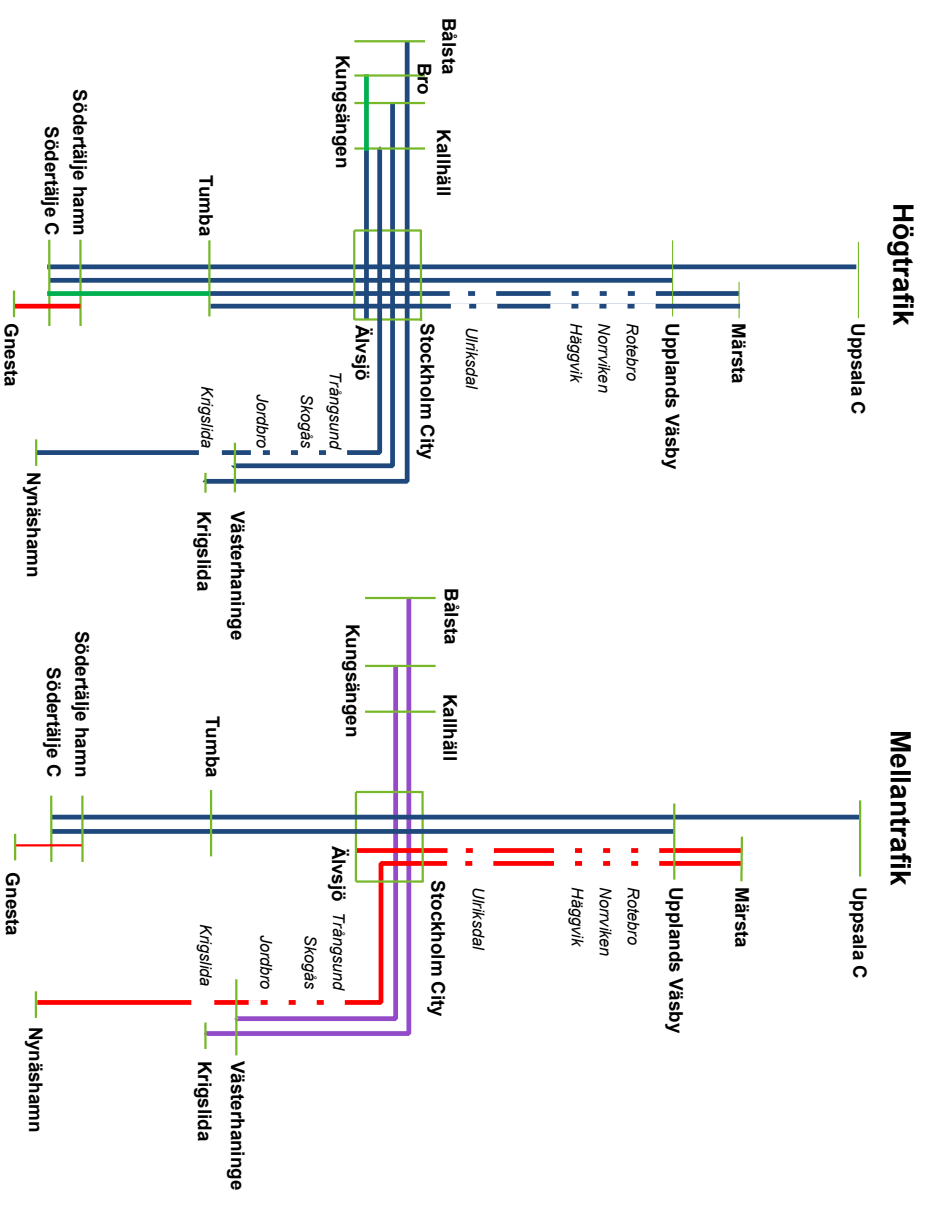 Högtrafik
Uppsala C
Märsta
Upplands Väsby
Rotebro
Norrviken
Häggvik
Ulriksdal
Stockholm City
Älvsjö
Bålsta
Bro
Kungsängen
Kallhäll
Tumba
Södertälje hamn
Södertälje C
Gnesta
Trångsund
Skogås
Jordbro
Krigslida
Västerhaninge
Krigslida
Nynäshamn
Mellantrafik
Uppsala C
Märsta
Upplands Väsby
Rotebro
Norrviken
Häggvik
Ulriksdal
Stockholm City
Älvsjö
Bålsta
Kungsängen
Kallhäll
Tumba
Södertälje hamn
Södertälje C
Gnesta
Trångsund
Skogås
Jordbro
Krigslida
Västerhaninge
Krigslida
Nynäshamn